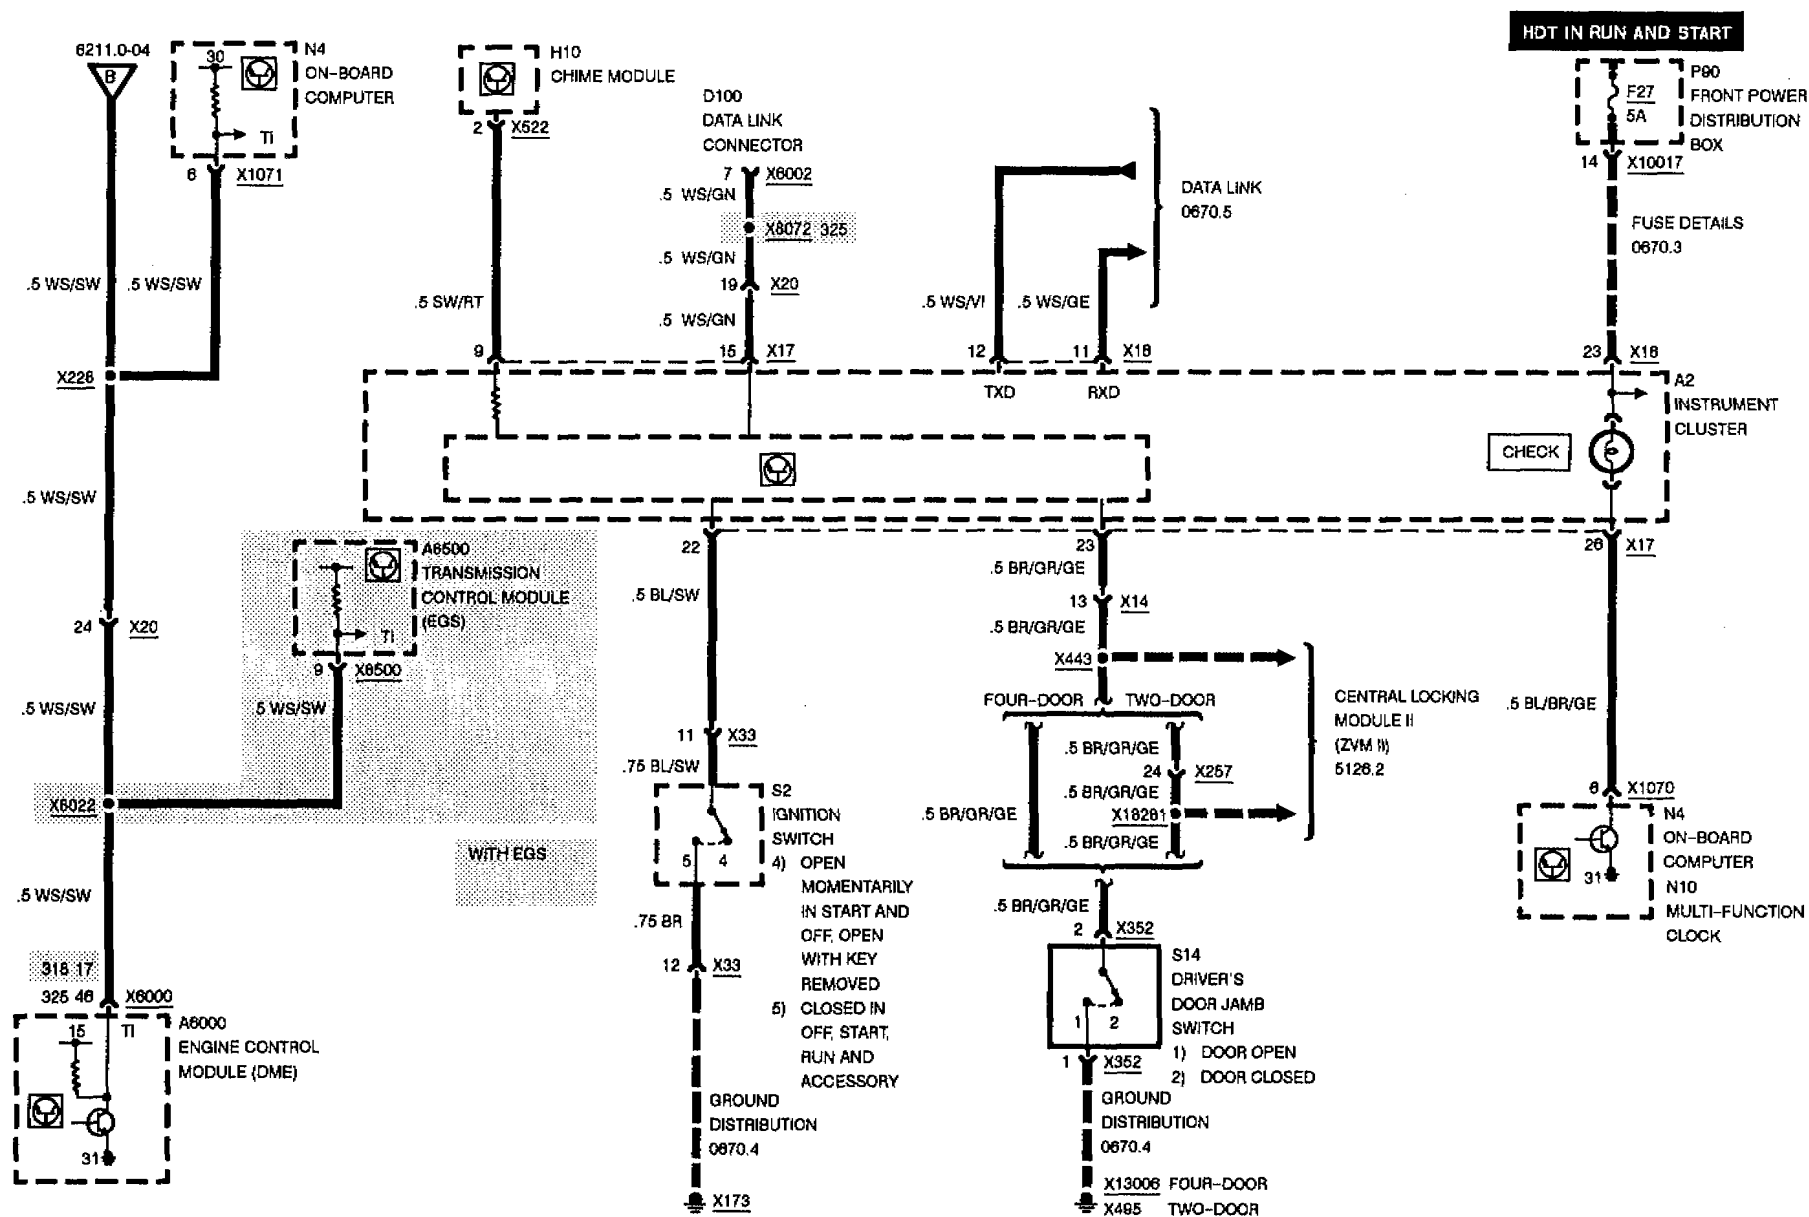 HOT IN RUN AND START
6211.0-04
B
30
TI
N4
ON-BOARD
COMPUTER
6
X1071
H10
CHIME MODULE
2
X522
D100
DATA LINK
CONNECTOR
7
X6002
.5 WS/GN
X8072 325
.5 WS/GN
19
X20
.5 WS/GN
DATA LINK
0670.5
F27
5A
P90
FRONT POWER
DISTRIBUTION
BOX
14
X10017
FUSE DETAILS
0670.3
.5 WS/SW
.5 WS/SW
.5 SW/RT
.5 WS/VI
.5 WS/GE
9
15
X17
12
11
X16
23
X16
X226
TXD
RXD
A2
INSTRUMENT
CLUSTER
CHECK
.5 WS/SW
24
X20
A6500
TRANSMISSION
CONTROL MODULE
(EGS)
TI
9
X6500
.5 WS/SW
.5 WS/SW
X6022
WITH EGS
.5 WS/SW
318 17
325 46
X6000
15
TI
A6000
ENGINE CONTROL
MODULE (DME)
31
22
23
26
X17
.5 BL/SW
11
X33
.75 BL/SW
S2
IGNITION
SWITCH
5
4
4) OPEN
MOMENTARILY
IN START AND
OFF, OPEN
WITH KEY
REMOVED
5) CLOSED IN
OFF, START,
RUN AND
ACCESSORY
.75 BR
12
X33
GROUND
DISTRIBUTION
0670.4
X173
.5 BR/GR/GE
13
X14
.5 BR/GR/GE
X443
FOUR-DOOR
TWO-DOOR
.5 BR/GR/GE
24
X257
.5 BR/GR/GE
X18281
.5 BR/GR/GE
.5 BR/GR/GE
CENTRAL LOCKING
MODULE II
(ZVM II)
5126.2
.5 BR/GR/GE
2
X352
S14
DRIVER'S
DOOR JAMB
SWITCH
1) DOOR OPEN
2) DOOR CLOSED
1
2
1
X352
GROUND
DISTRIBUTION
0670.4
X13006 FOUR-DOOR
X495 TWO-DOOR
.5 BL/BR/GE
6
X1070
N4
ON-BOARD
COMPUTER
N10
MULTI-FUNCTION
CLOCK
31